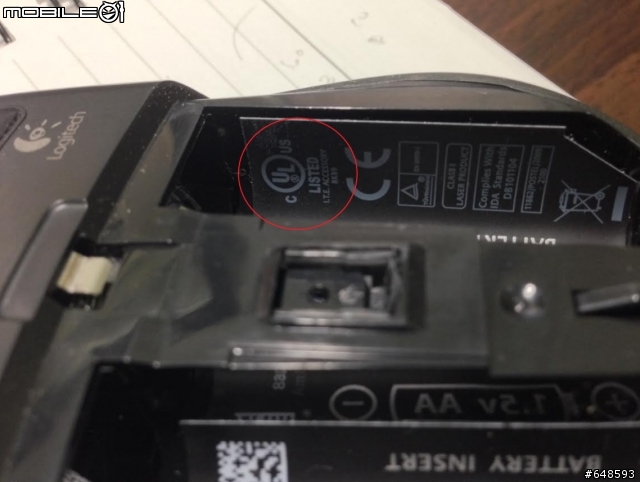 MOBILE01
Logitech
C UL US
LISTED
I.T.E. ACCESSORY
CE
CLASS 1
LASER PRODUCT
Complies With
IDA Standards
DB101104
BATTERY
1.5v AA
BATTERY INSERT
#648593